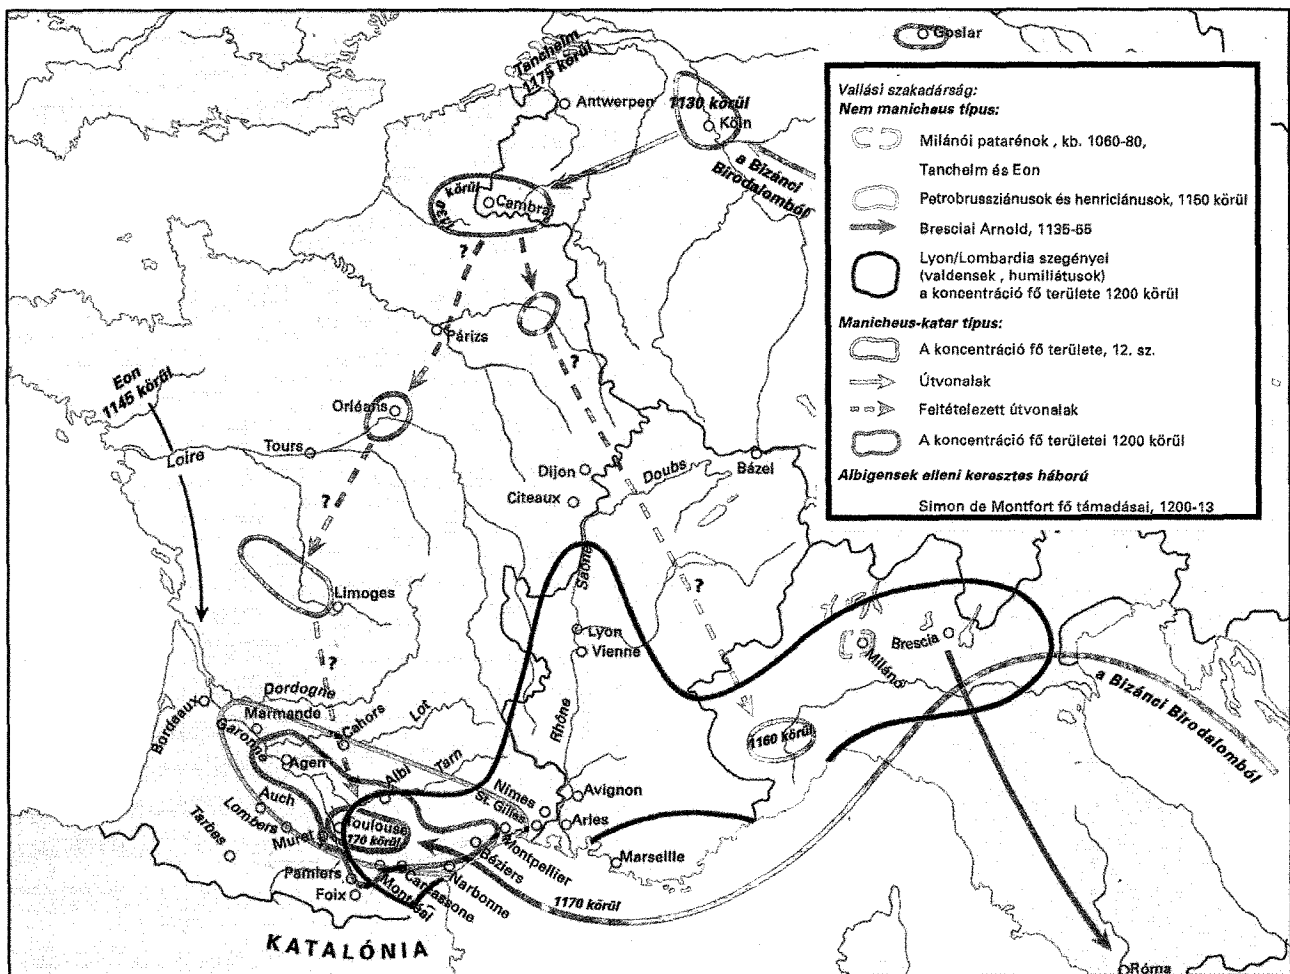 Goslar
Tanchelm
1175 körül
Antwerpen
1130 körül
Köln
a Bizánci
Birodalomból
1130 körül
Cambrai
?
Párizs
?
Eon
1145 körül
Orléans
Tours
Loire
Dijon
Citeaux
Doubs
Bázel
?
Saône
?
Limoges
Lyon
Vienne
Brescia
Milánó
?
Dordogne
Bordeaux
Marmande
Garonne
Cahors
Lot
Rhône
a Bizánci Birodalomból
1160 körül
Agen
Albi
Tarn
Nimes
St. Gilles
Avignon
Arles
Auch
Lombers
Tarbes
Muret
Toulouse
170 körül
Montpellier
Béziers
Marseille
Pamiers
Foix
Montréal
Carcassone
Narbonne
1170 körül
KATALÓNIA
Róma
Vallási szakadárság:
Nem manicheus típus:
Milánói patarénok , kb. 1060-80,
Tanchelm és Eon
Petrobrussziánusok és henriciánusok, 1150 körül
Bresciai Arnold, 1135-55
Lyon/Lombardia szegényei
(valdensek , humiliátusok)
a koncentráció fő területe 1200 körül
Manicheus-katar típus:
A koncentráció fő területe, 12. sz.
Útvonalak
Feltételezett útvonalak
A koncentráció fő területei 1200 körül
Albigensek elleni keresztes háború
Simon de Montfort fő támadásai, 1200-13